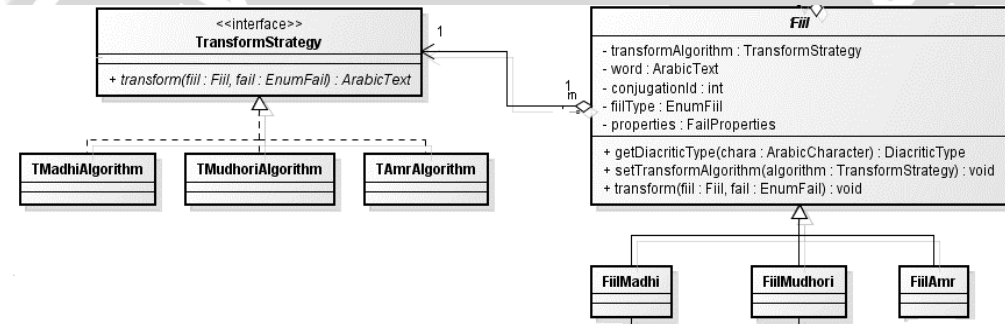 <<interface>>
TransformStrategy
+ transform(fiil : Fiil, fail : EnumFail) : ArabicText
1
1
m
TMadhiAlgorithm
TMudhoriAlgorithm
TAmrAlgorithm
Fiil
- transformAlgorithm : TransformStrategy
- word : ArabicText
- conjugationId : int
- fiilType : EnumFiil
- properties : FailProperties
+ getDiacriticType(chara : ArabicCharacter) : DiacriticType
+ setTransformAlgorithm(algorithm : TransformStrategy) : void
+ transform(fiil : Fiil, fail : EnumFail) : void
FiilMadhi
FiilMudhori
FiilAmr